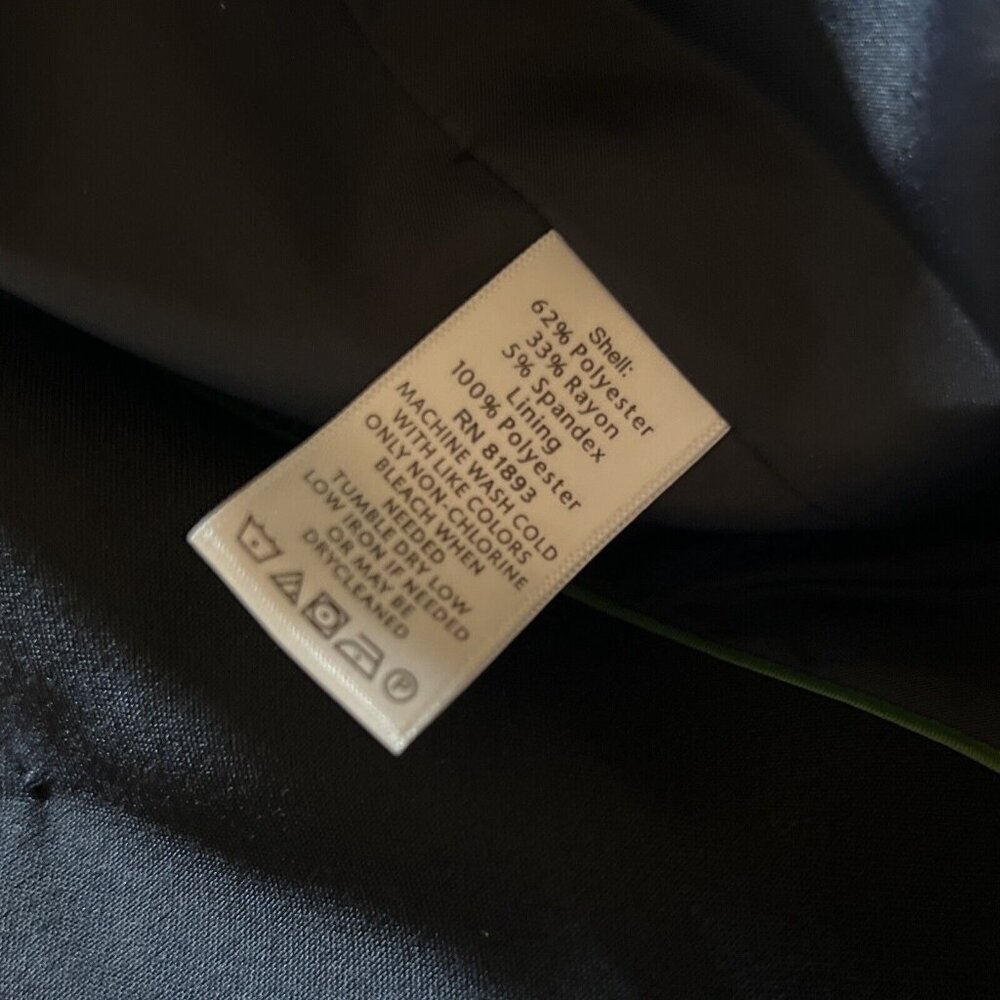 Shell:
62% Polyester
33% Rayon
5% Spandex
Lining
100% Polyester
RN 81893
MACHINE WASH COLD
WITH LIKE COLORS
ONLY NON-CHLORINE
BLEACH WHEN
NEEDED
TUMBLE DRY LOW
LOW IRON IF NEEDED
OR MAY BE
DRYCLEANED
P